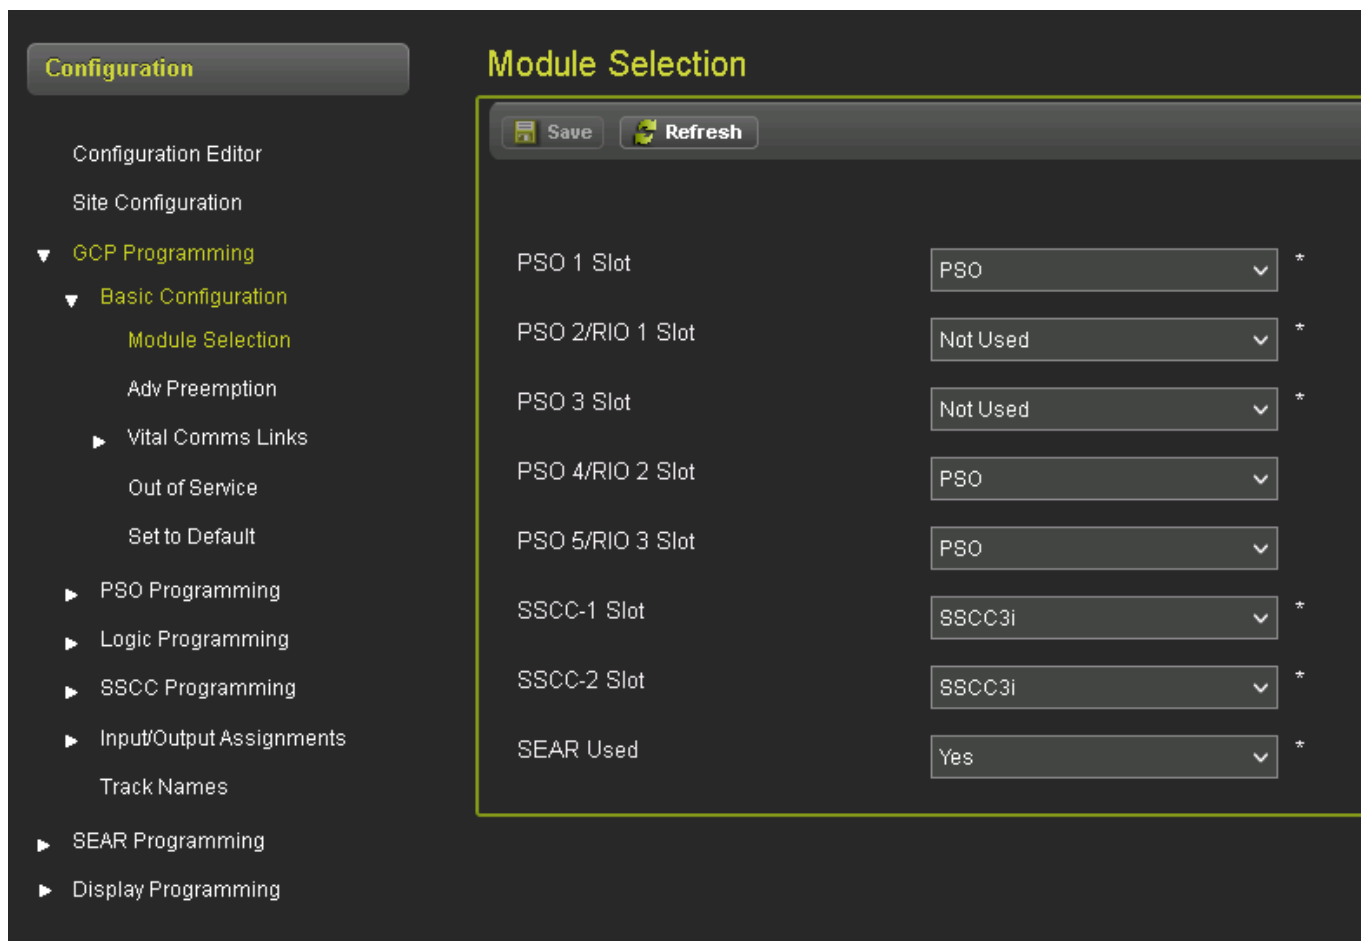 Configuration
Configuration Editor
Site Configuration
GCP Programming
Basic Configuration
Module Selection
Adv Preemption
Vital Comms Links
Out of Service
Set to Default
PSO Programming
Logic Programming
SSCC Programming
Input/Output Assignments
Track Names
SEAR Programming
Display Programming
Module Selection
Save Refresh
PSO 1 Slot PSO *
PSO 2/RIO 1 Slot Not Used *
PSO 3 Slot Not Used *
PSO 4/RIO 2 Slot PSO
PSO 5/RIO 3 Slot PSO
SSCC-1 Slot SSCC3i *
SSCC-2 Slot SSCC3i *
SEAR Used Yes *